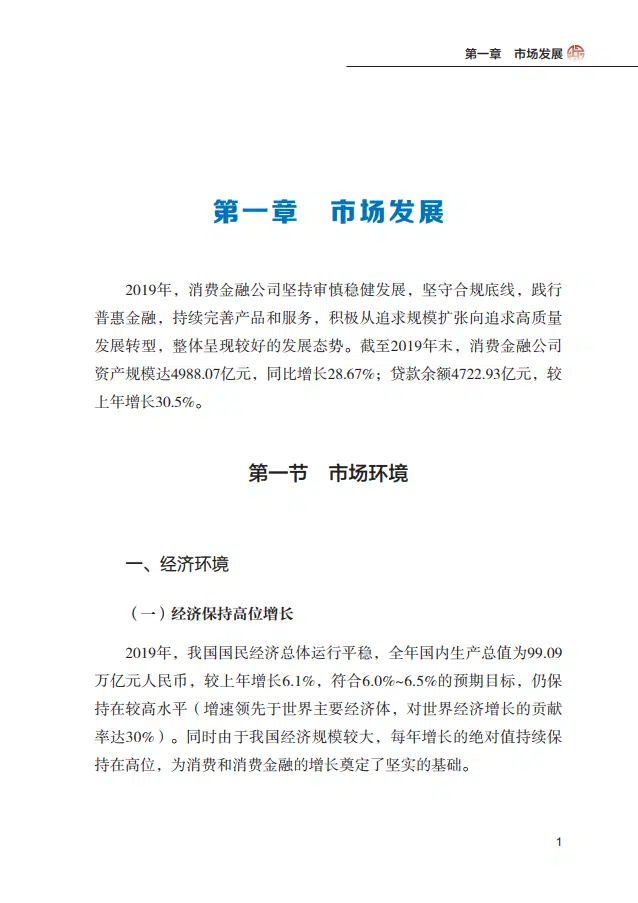 第一章 市场发展
第一章 市场发展
2019年，消费金融公司坚持审慎稳健发展，坚守合规底线，践行
普惠金融，持续完善产品和服务，积极从追求规模扩张向追求高质量
发展转型，整体呈现较好的发展态势。截至2019年末，消费金融公司
资产规模达4988.07亿元，同比增长28.67%；贷款余额4722.93亿元，较
上年增长30.5%。
第一节 市场环境
一、经济环境
（一）经济保持高位增长
2019年，我国国民经济总体运行平稳，全年国内生产总值为99.09
万亿元人民币，较上年增长6.1%，符合6.0%~6.5%的预期目标，仍保
持在较高水平（增速领先于世界主要经济体，对世界经济增长的贡献
率达30%）。同时由于我国经济规模较大，每年增长的绝对值持续保
持在高位，为消费和消费金融的增长奠定了坚实的基础。
1